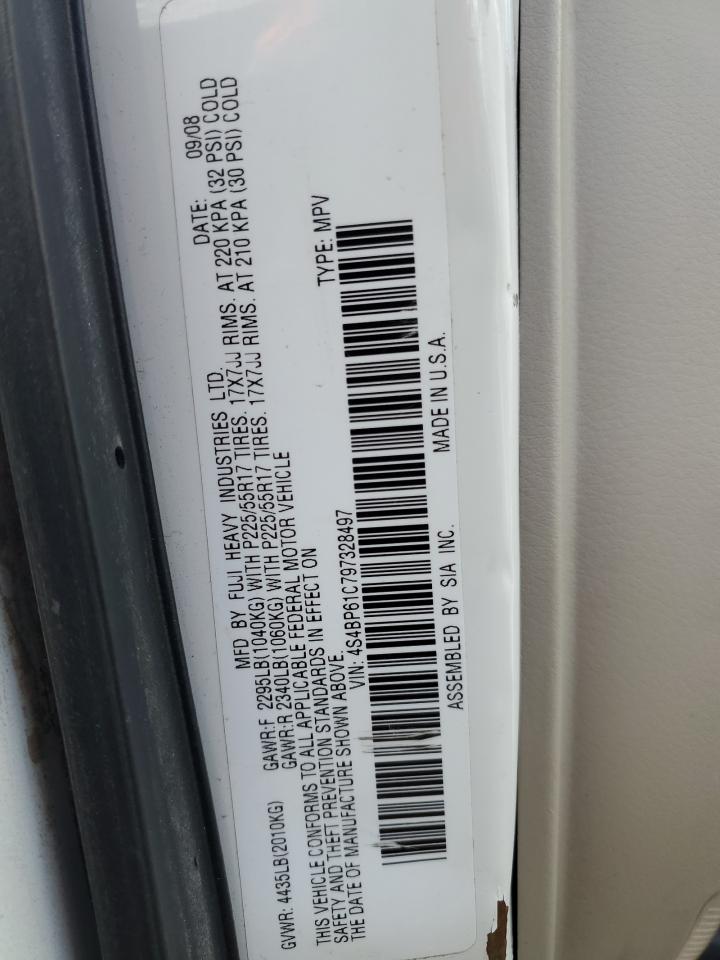 MFD BY FUJI HEAVY INDUSTRIES LTD. DATE: 09/08
GVWR: 4435LB(2010KG) GAWR:F 2295LB(1040KG) WITH P225/55R17 TIRES. 17X7JJ RIMS. AT 220 KPA (32 PSI) COLD
GAWR:R 2340LB(1060KG) WITH P225/55R17 TIRES. 17X7JJ RIMS. AT 210 KPA (30 PSI) COLD
THIS VEHICLE CONFORMS TO ALL APPLICABLE FEDERAL MOTOR VEHICLE
SAFETY AND THEFT PREVENTION STANDARDS IN EFFECT ON
THE DATE OF MANUFACTURE SHOWN ABOVE.
VIN: 4S4BP61C797328497 TYPE: MPV
ASSEMBLED BY SIA INC. MADE IN U.S.A.